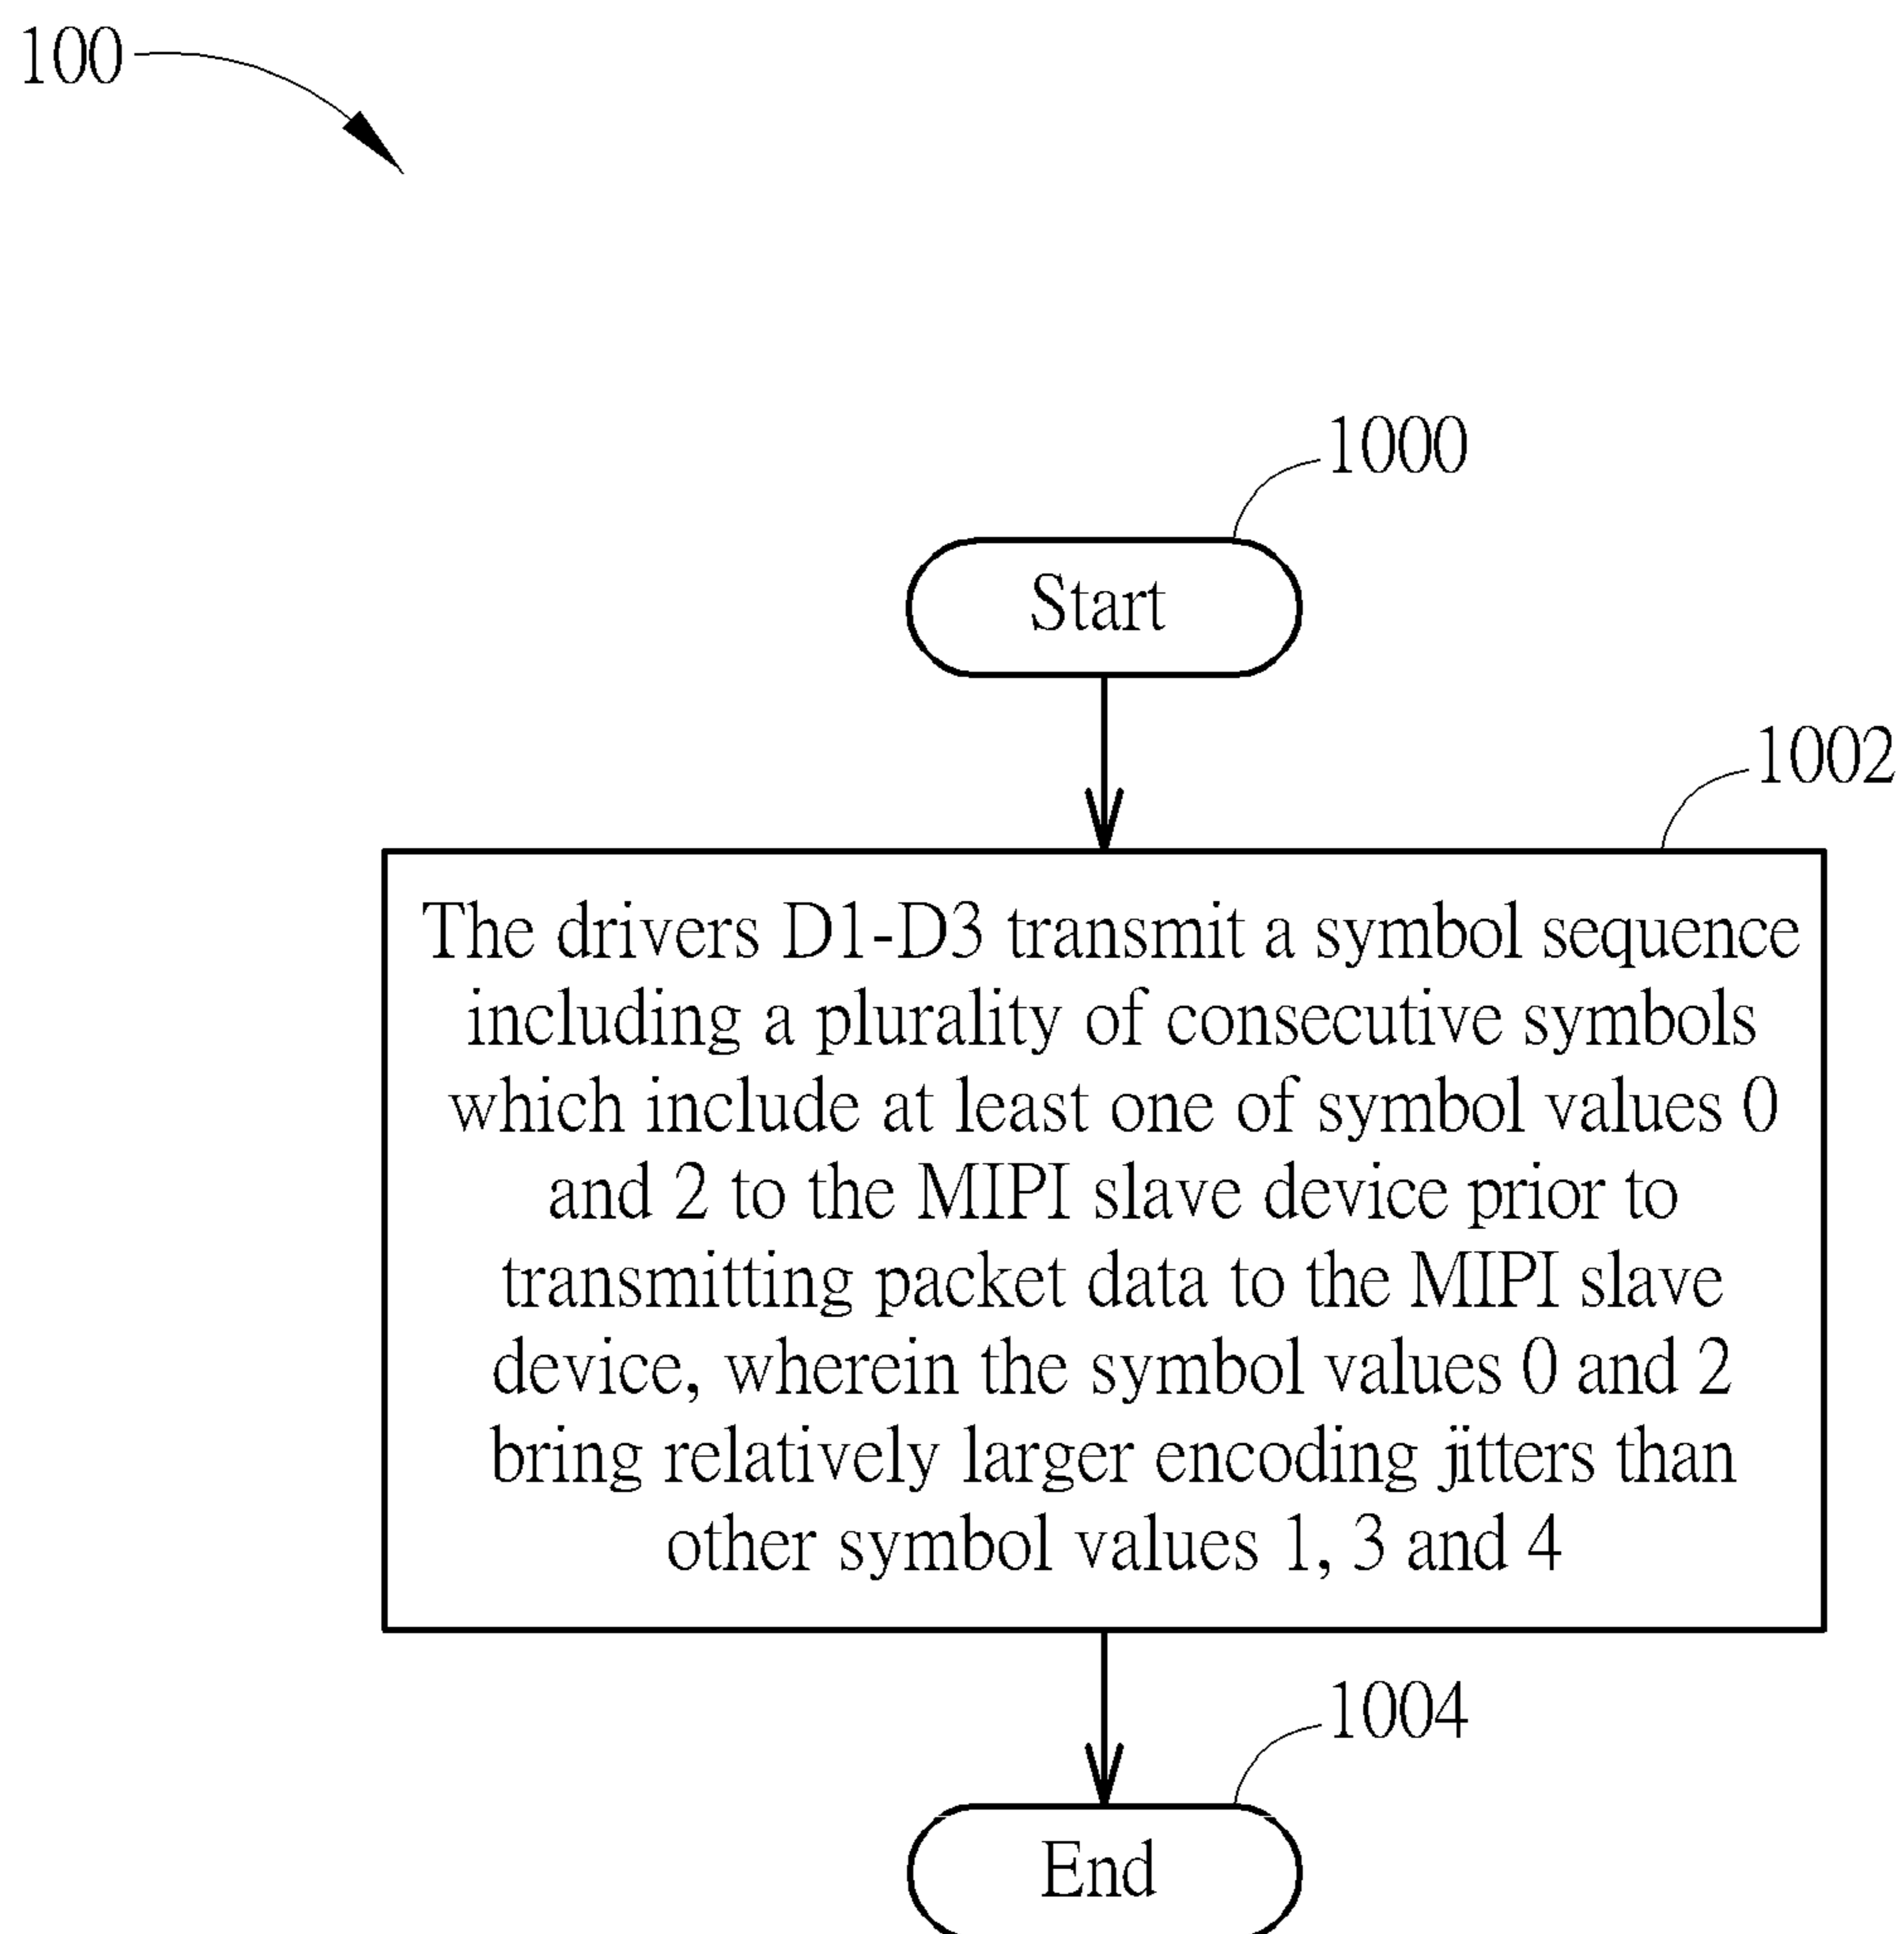 100
1000
Start
1002
The drivers D1-D3 transmit a symbol sequence
including a plurality of consecutive symbols
which include at least one of symbol values 0
and 2 to the MIPI slave device prior to
transmitting packet data to the MIPI slave
device, wherein the symbol values 0 and 2
bring relatively larger encoding jitters than
other symbol values 1, 3 and 4
1004
End